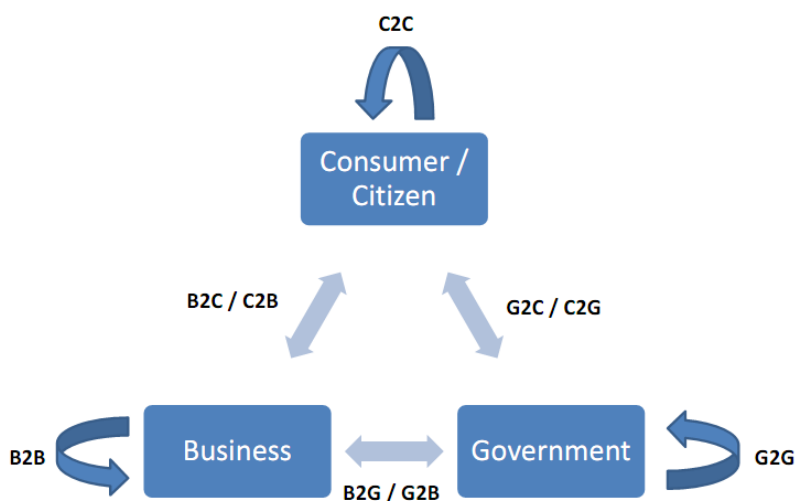 C2C
Consumer /
Citizen
B2C / C2B
G2C / C2G
B2B
Business
Government
G2G
B2G / G2B